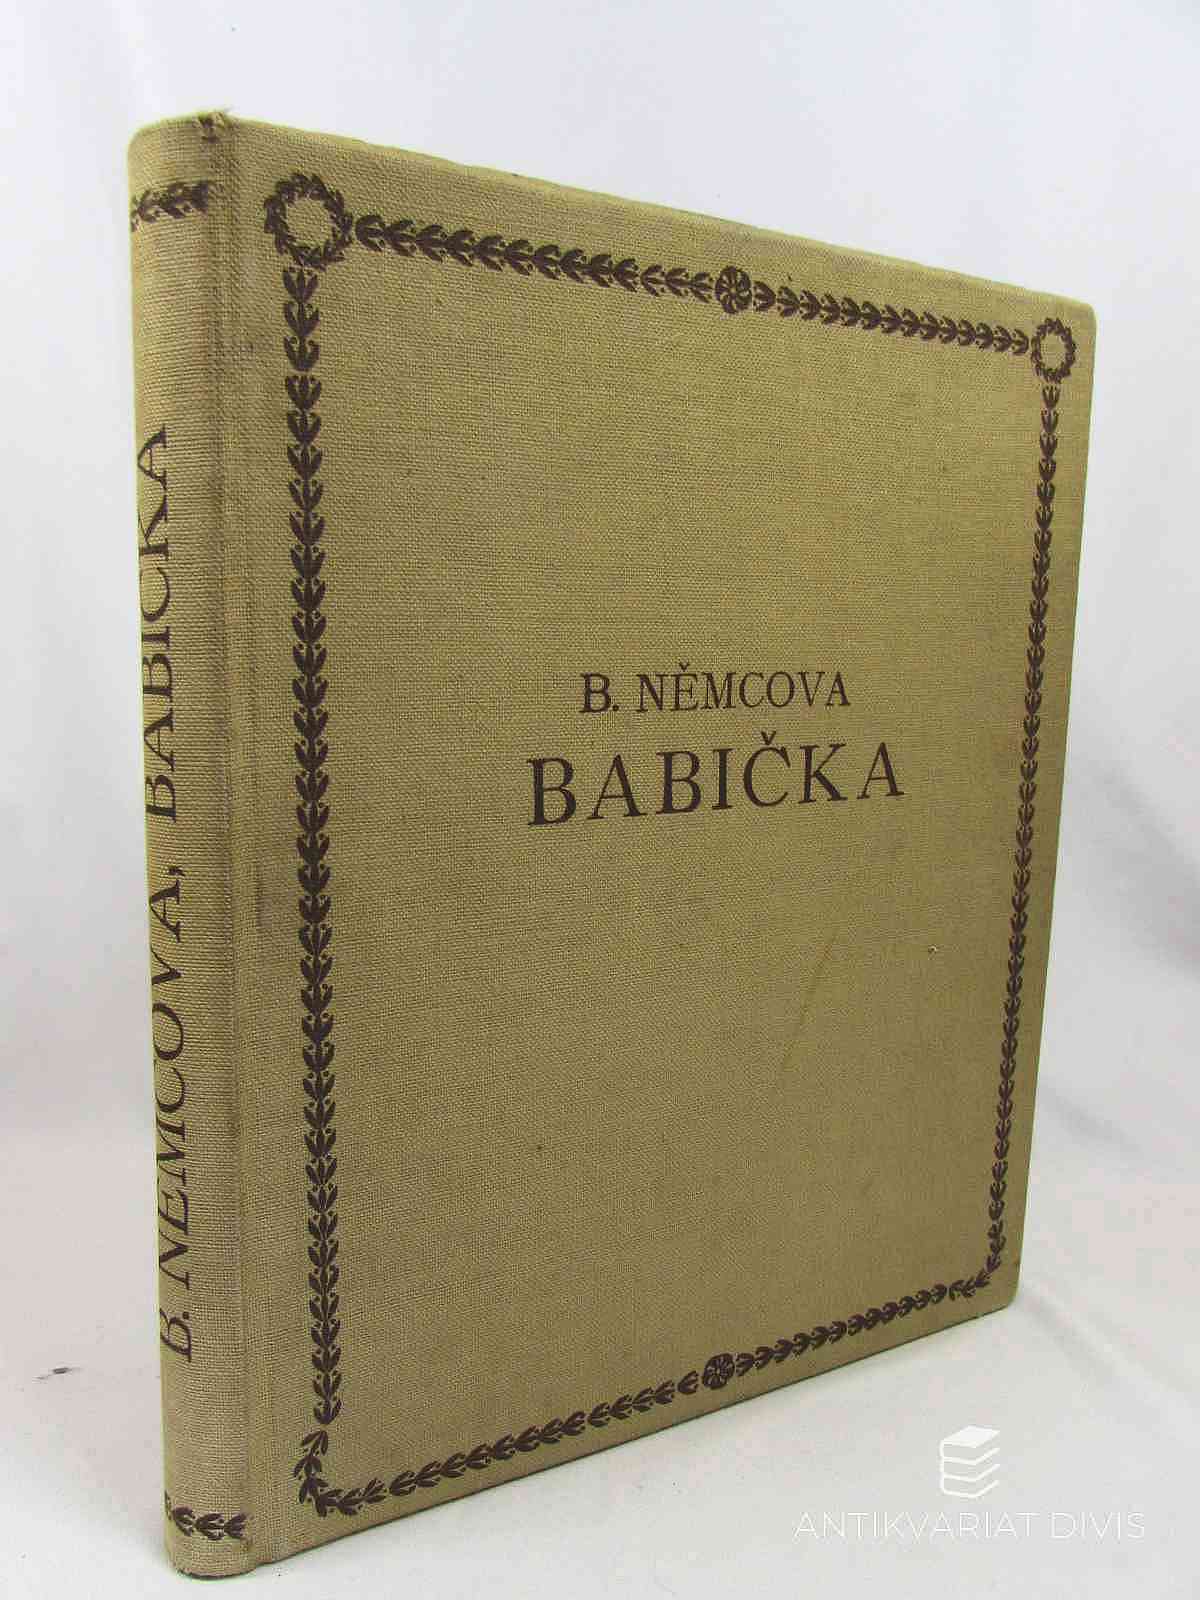 B. NĚMCOVA, BABIČKA
B. NĚMCOVA
BABIČKA
ANTIKVARIAT DIVIS